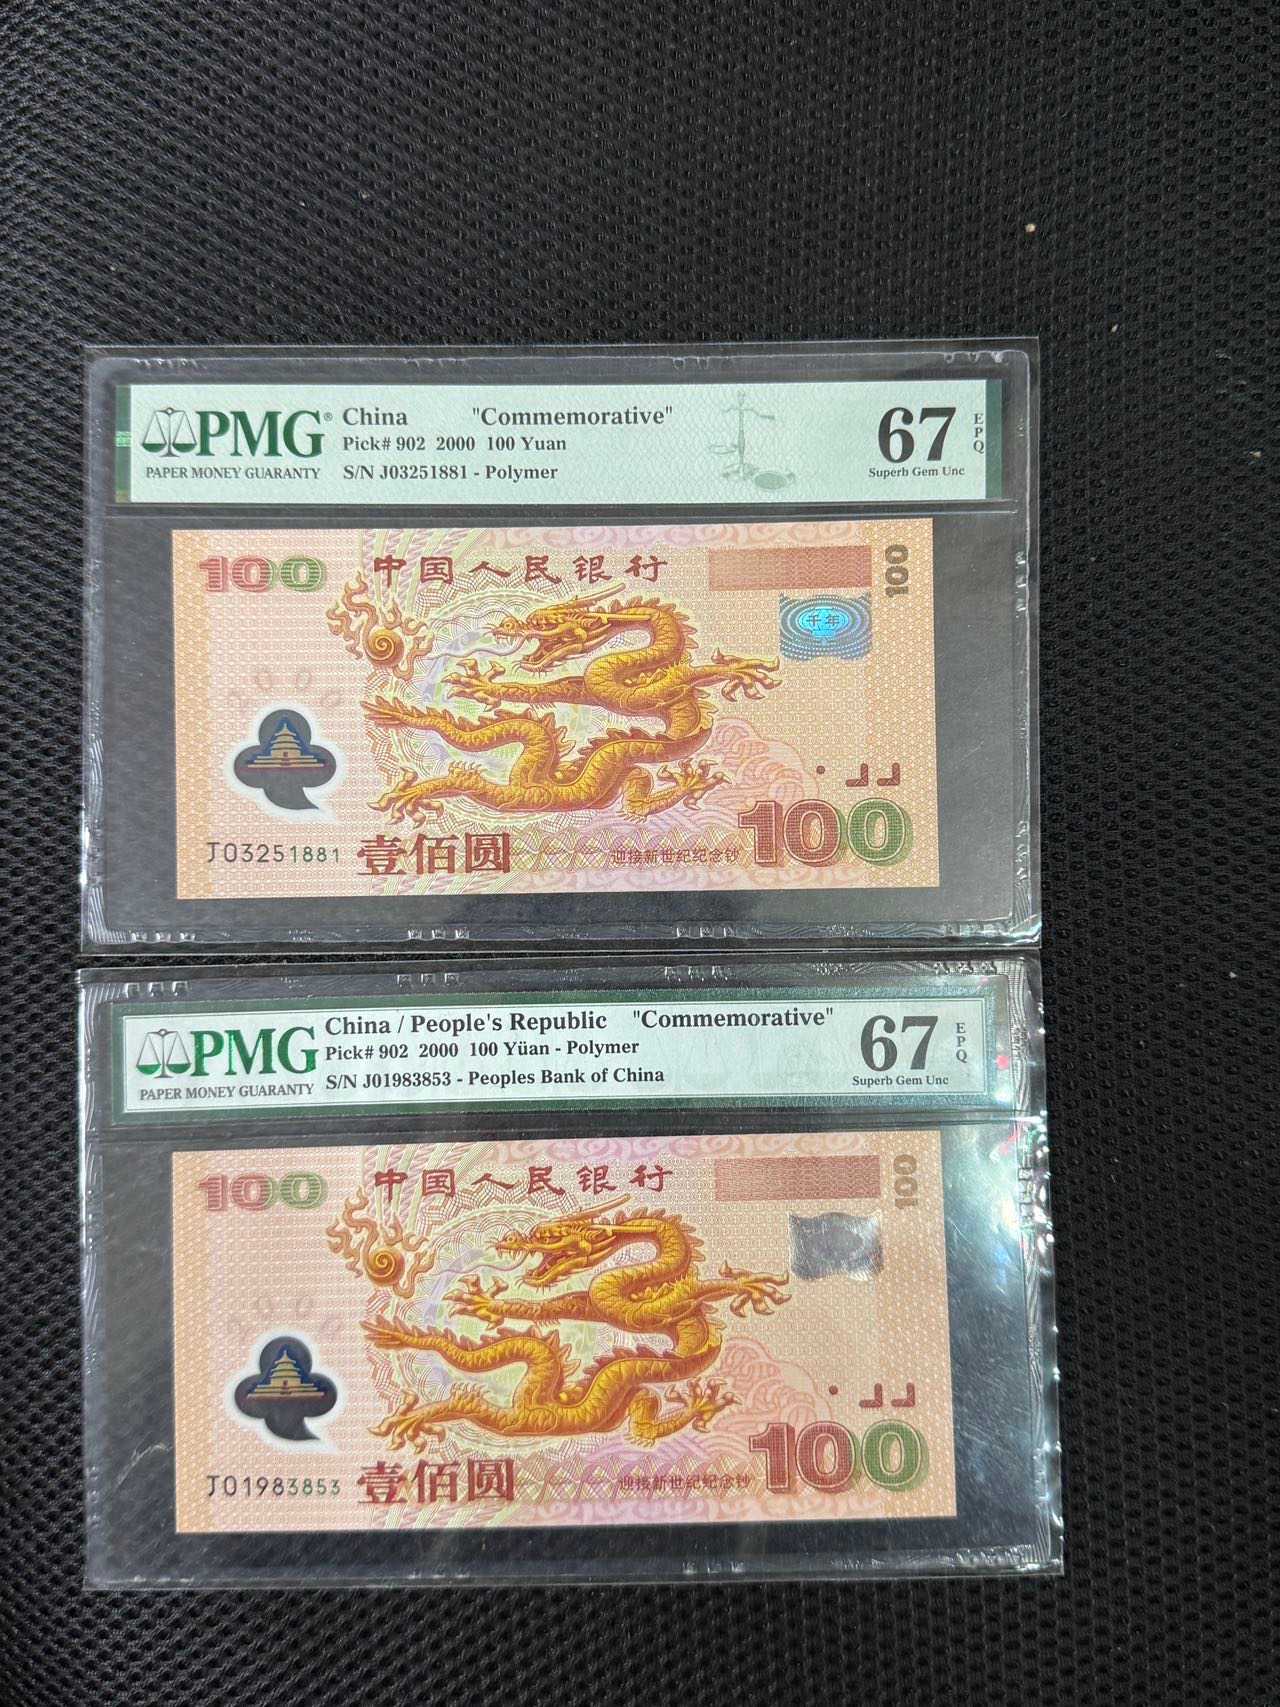 PMG® China "Commemorative" 67 EPQ
Pick# 902 2000 100 Yuan
PAPER MONEY GUARANTY S/N J03251881 - Polymer Superb Gem Unc
100 中国人民银行 100
千年
2000
100
J03251881 壹佰圆 迎接新世纪纪念钞
PMG China / People's Republic "Commemorative" 67 EPQ
Pick# 902 2000 100 Yüan - Polymer
PAPER MONEY GUARANTY S/N J01983853 - Peoples Bank of China Superb Gem Unc
100 中国人民银行 100
100
J01983853 壹佰圆 迎接新世纪纪念钞